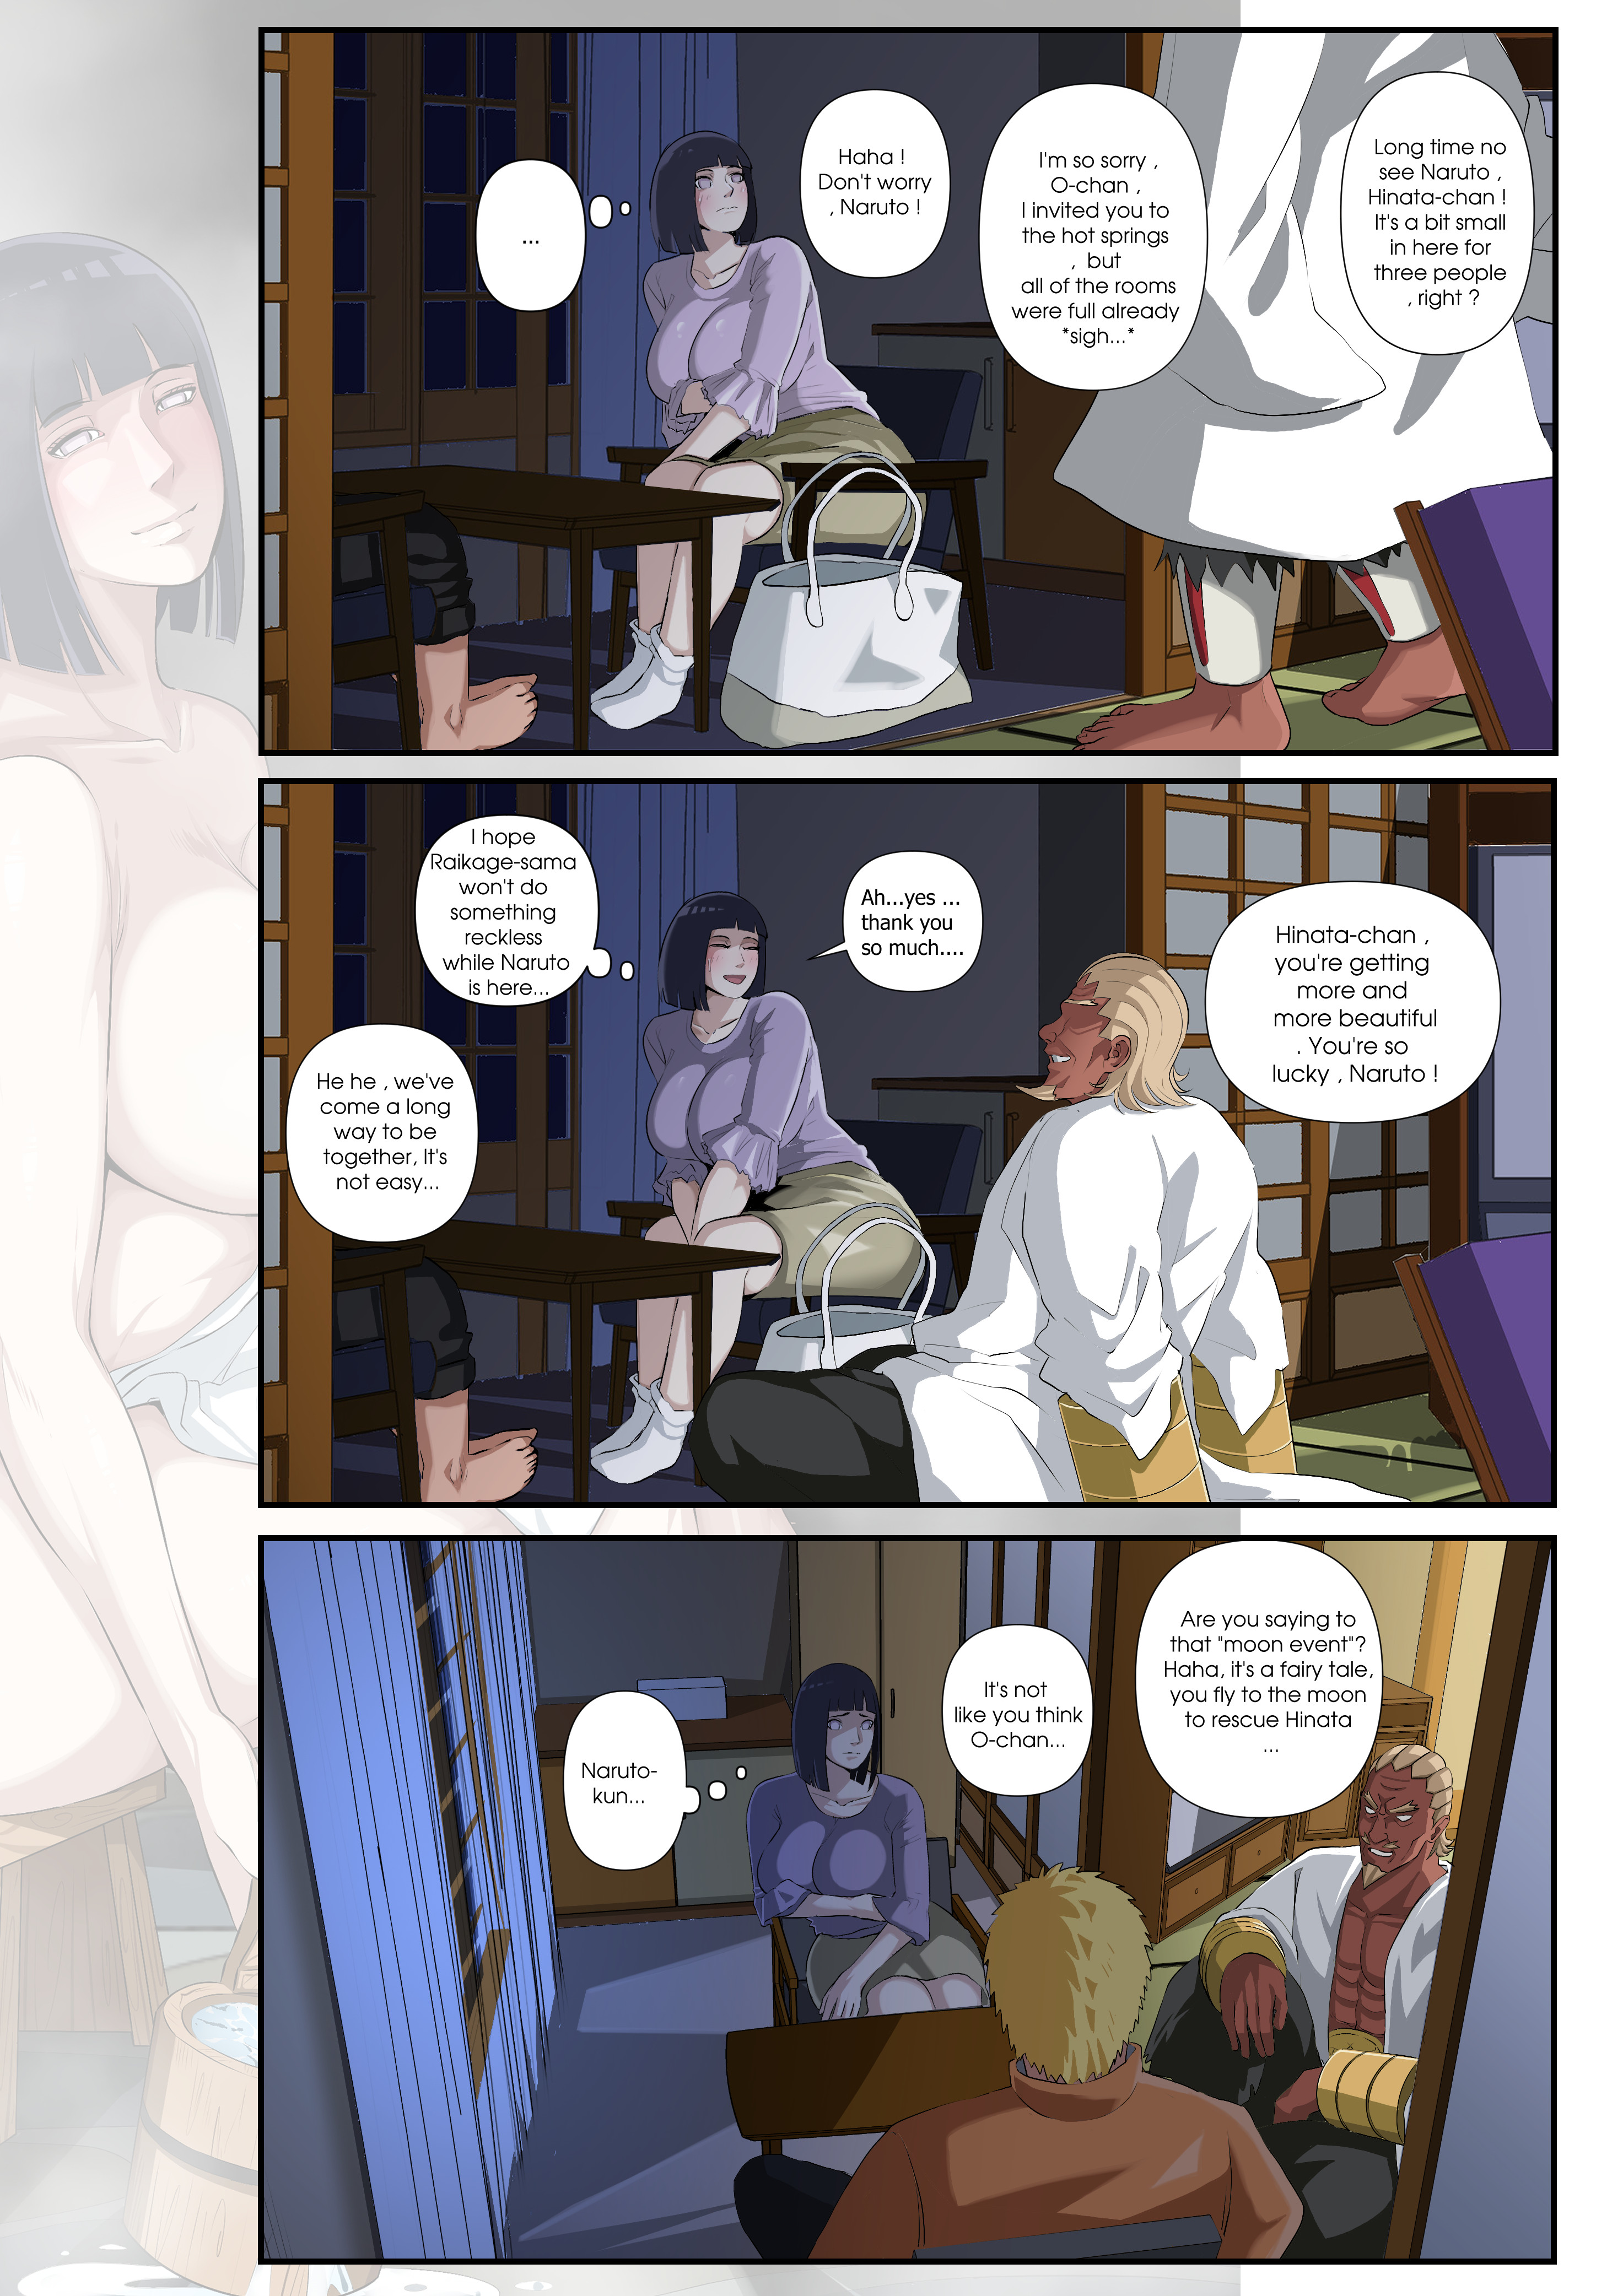 Long time no
see Naruto ,
Hinata-chan !
It's a bit small
in here for
three people
, right ?
I'm so sorry ,
O-chan ,
I invited you to
the hot springs
, but
all of the rooms
were full already
*sigh...*
Haha !
Don't worry
, Naruto !
...
Hinata-chan ,
you're getting
more and
more beautiful
. You're so
lucky , Naruto !
Ah...yes ...
thank you
so much....
I hope
Raikage-sama
won't do
something
reckless
while Naruto
is here...
He he , we've
come a long
way to be
together, It's
not easy...
Are you saying to
that "moon event"?
Haha, it's a fairy tale,
you fly to the moon
to rescue Hinata
...
It's not
like you think
O-chan...
Naruto-
kun...